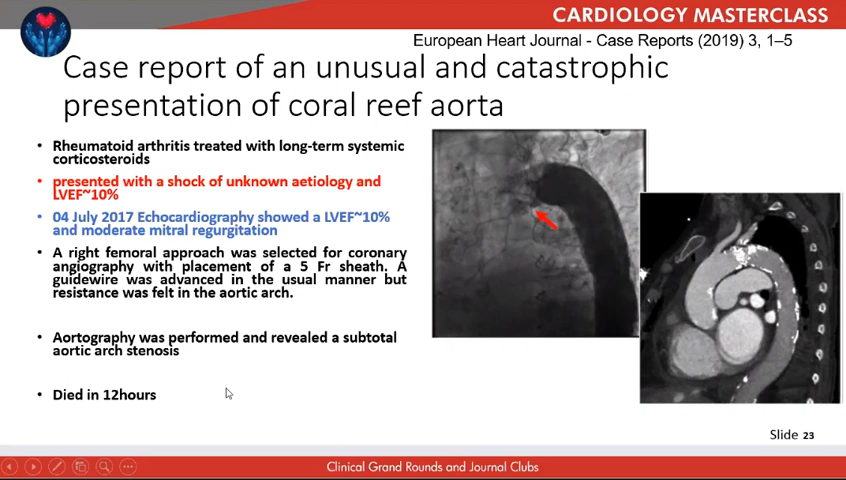 CARDIOLOGY MASTERCLASS
European Heart Journal - Case Reports (2019) 3, 1–5
Case report of an unusual and catastrophic
presentation of coral reef aorta
• Rheumatoid arthritis treated with long-term systemic
corticosteroids
• presented with a shock of unknown aetiology and
LVEF~10%
• 04 July 2017 Echocardiography showed a LVEF~10%
and moderate mitral regurgitation
• A right femoral approach was selected for coronary
angiography with placement of a 5 Fr sheath. A
guidewire was advanced in the usual manner but
resistance was felt in the aortic arch.
• Aortography was performed and revealed a subtotal
aortic arch stenosis
• Died in 12hours
Slide 23
Clinical Grand Rounds and Journal Clubs